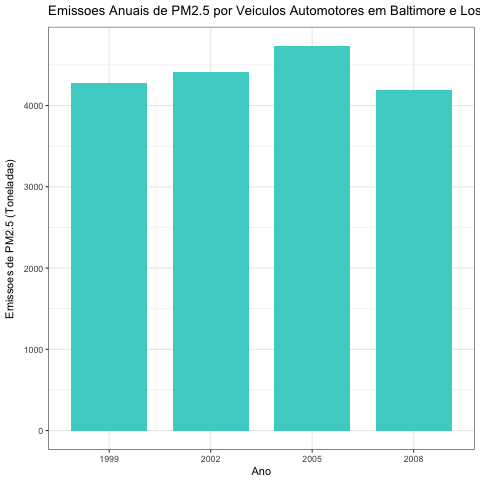 Emissoes Anuais de PM2.5 por Veiculos Automotores em Baltimore e Los
Emissoes de PM2.5 (Toneladas)
4000
3000
2000
1000
0
1999 2002 2005 2008
Ano